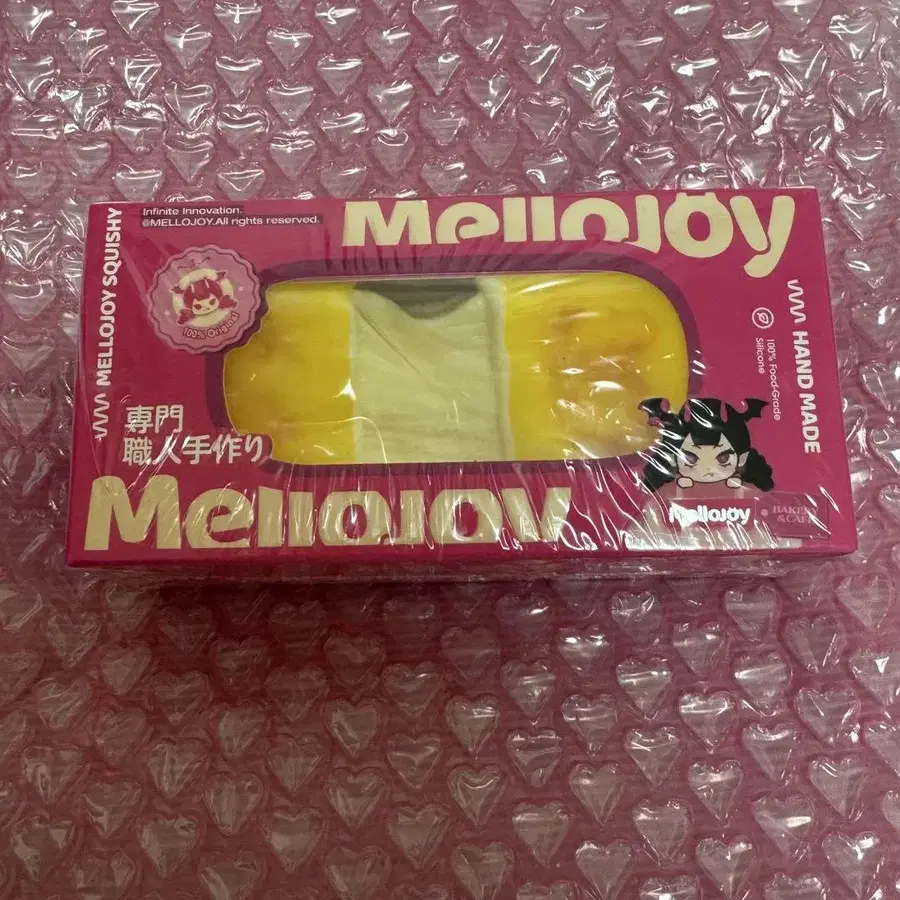 Infinite Innovation.
@MELLOJOY.All rights reserved.
Mellojoy
MELLOJOY SQUISHY
100% Original
HAND MADE
100% Food-Grade
Silicone
専門
職人手作り
Mellojoy
Mellojoy
BAKERY
&CAFE